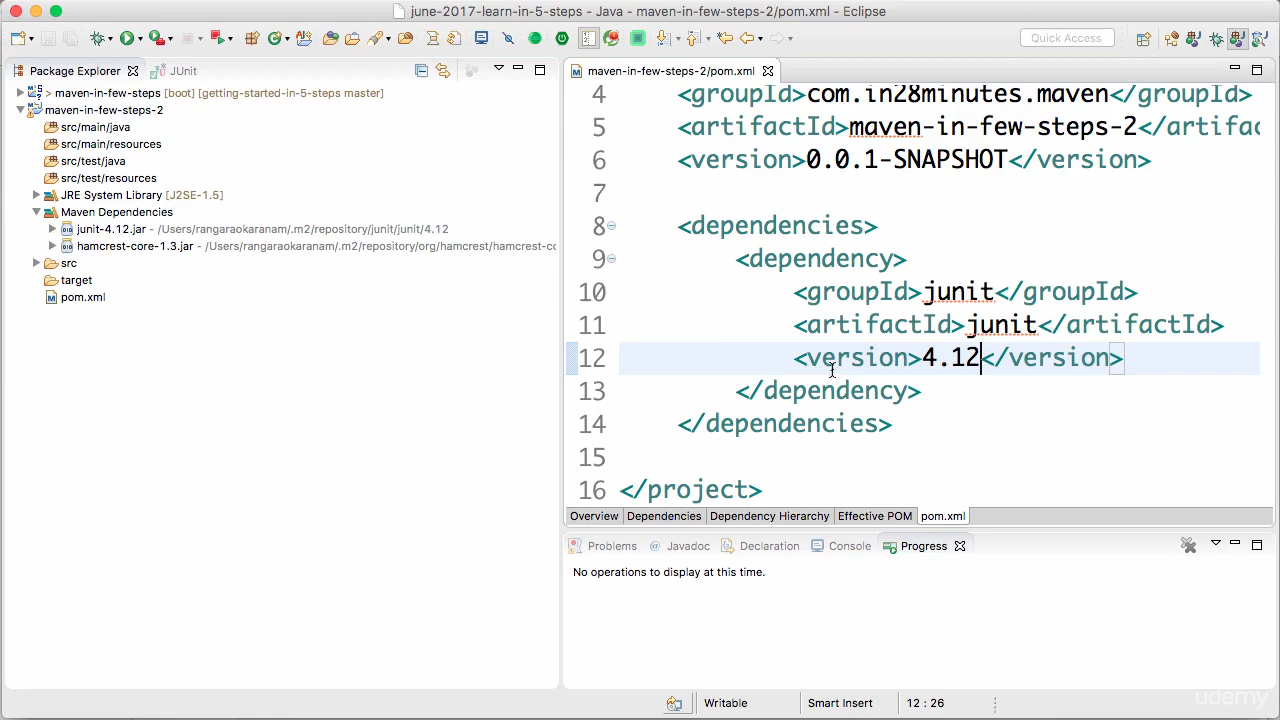 june-2017-learn-in-5-steps - Java - maven-in-few-steps-2/pom.xml - Eclipse
Quick Access
Package Explorer
JUnit
> maven-in-few-steps [boot] [getting-started-in-5-steps master]
maven-in-few-steps-2
src/main/java
src/main/resources
src/test/java
src/test/resources
JRE System Library [J2SE-1.5]
Maven Dependencies
junit-4.12.jar - /Users/rangaraokaranam/.m2/repository/junit/junit/4.12
hamcrest-core-1.3.jar - /Users/rangaraokaranam/.m2/repository/org/hamcrest/hamcrest-cc
src
target
pom.xml
maven-in-few-steps-2/pom.xml
4 <groupId>com.in28minutes.maven</groupId>
5 <artifactId>maven-in-few-steps-2</artifac
6 <version>0.0.1-SNAPSHOT</version>
7
8 <dependencies>
9 <dependency>
10 <groupId>junit</groupId>
11 <artifactId>junit</artifactId>
12 <version>4.12</version>
13 </dependency>
14 </dependencies>
15
16 </project>
Overview Dependencies Dependency Hierarchy Effective POM pom.xml
Problems @ Javadoc Declaration Console Progress
No operations to display at this time.
Writable Smart Insert 12 : 26
udemy